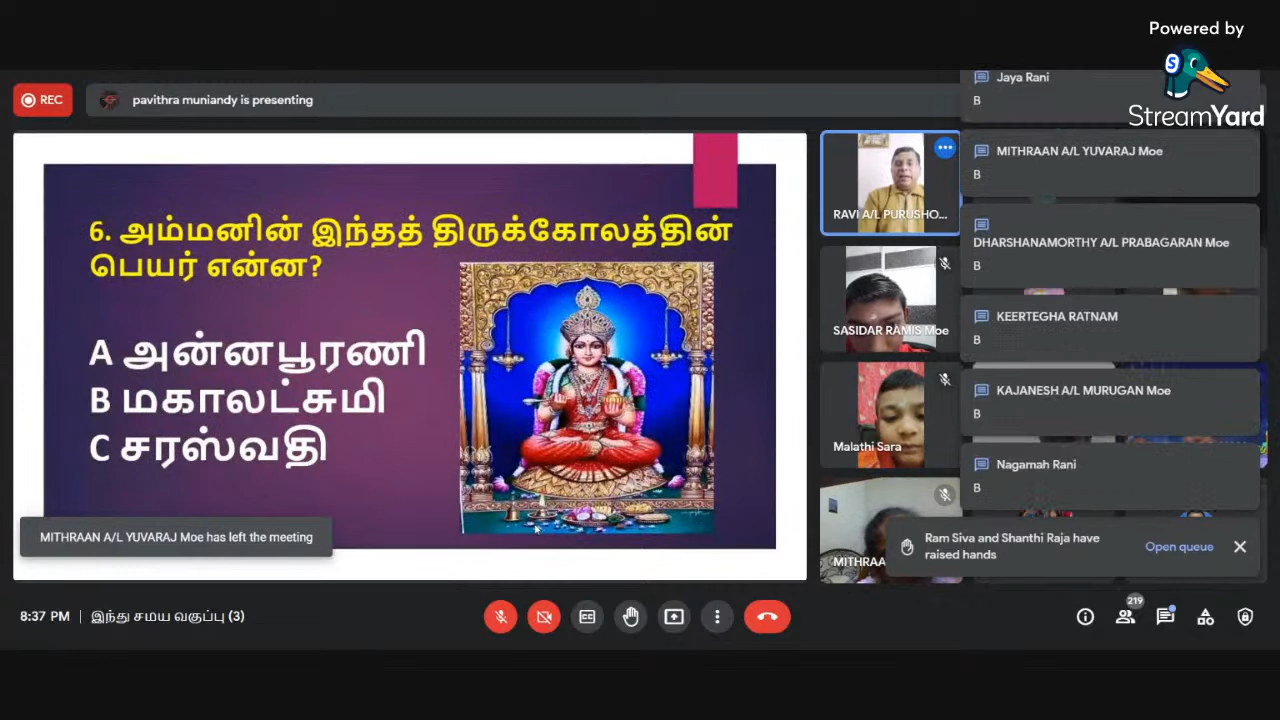 Powered by
StreamYard
REC
pavithra muniandy is presenting
6. அம்மனின் இந்தத் திருக்கோலத்தின்
பெயர் என்ன?
A அன்னபூரணி
B மகாலட்சுமி
C சரஸ்வதி
MITHRAAN A/L YUVARAJ Moe has left the meeting
RAVI A/L PURUSHO...
SASIDAR RAMIS Moe
Malathi Sara
MITHRAA
Jaya Rani
B
MITHRAAN A/L YUVARAJ Moe
B
DHARSHANAMORTHY A/L PRABAGARAN Moe
B
KEERTEGHA RATNAM
B
KAJANESH A/L MURUGAN Moe
B
Nagamah Rani
B
Ram Siva and Shanthi Raja have
raised hands
Open queue
8:37 PM | இந்து சமய வகுப்பு (3)
219